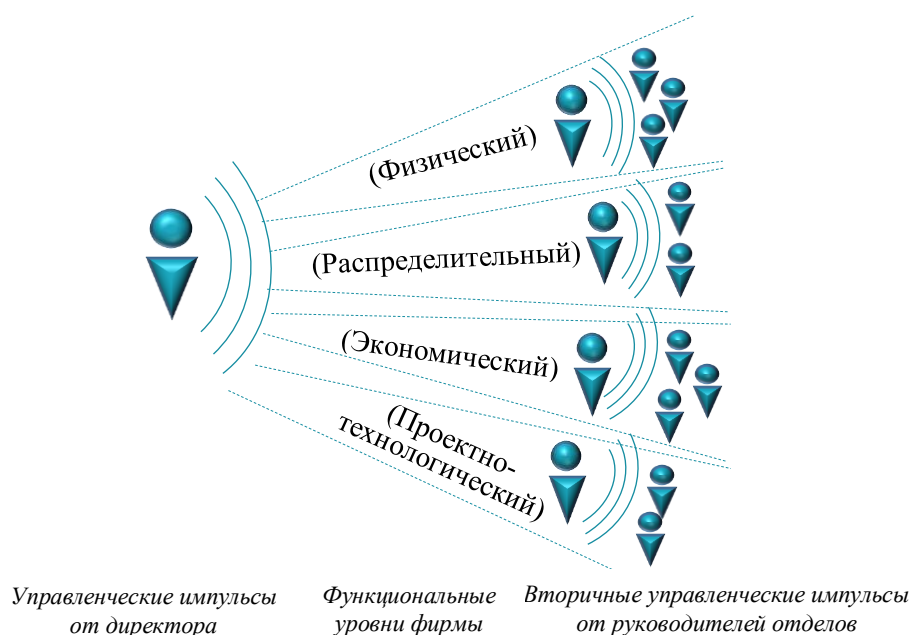 (Физический)
(Распределительный)
(Экономический)
(Проектно-
технологический)
Управленческие импульсы
от директора
Функциональные
уровни фирмы
Вторичные управленческие импульсы
от руководителей отделов